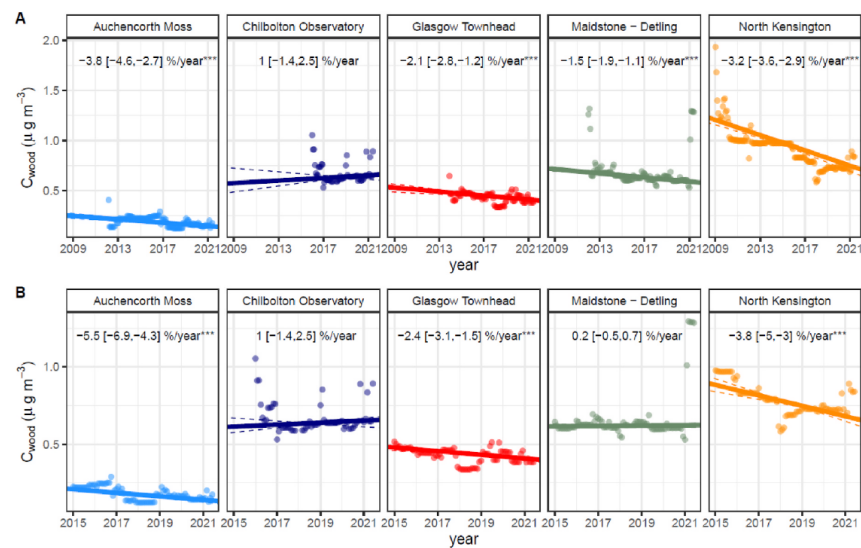 A
Auchencorth Moss
Chilbolton Observatory
Glasgow Townhead
Maidstone − Detling
North Kensington
−3.8 [−4.6,−2.7] %/year***
1 [−1.4,2.5] %/year
−2.1 [−2.8,−1.2] %/year***
−1.5 [−1.9,−1.1] %/year***
−3.2 [−3.6,−2.9] %/year***
2.0
1.5
1.0
0.5
Cwood (µ g m−3)
2009 2013 2017 2021
2009 2013 2017 2021
2009 2013 2017 2021
2009 2013 2017 2021
2009 2013 2017 2021
year
B
Auchencorth Moss
Chilbolton Observatory
Glasgow Townhead
Maidstone − Detling
North Kensington
−5.5 [−6.9,−4.3] %/year***
1 [−1.4,2.5] %/year
−2.4 [−3.1,−1.5] %/year***
0.2 [−0.5,0.7] %/year
−3.8 [−5,−3] %/year***
1.0
0.5
Cwood (µ g m−3)
2015 2017 2019 2021
2015 2017 2019 2021
2015 2017 2019 2021
2015 2017 2019 2021
2015 2017 2019 2021
year